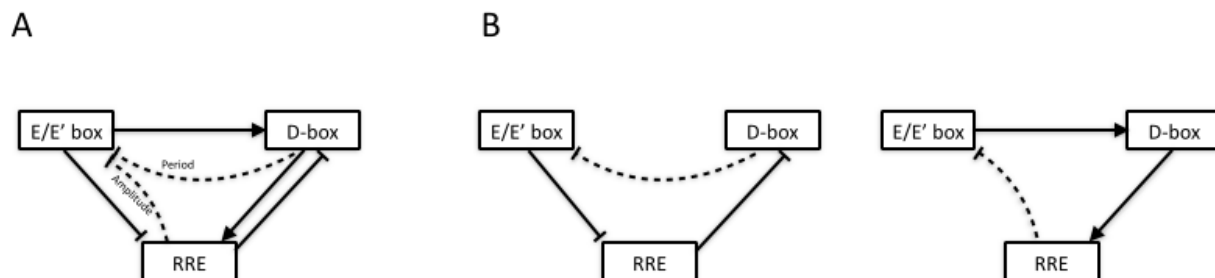 A
B
E/E' box
D-box
Period
Amplitude
RRE
E/E' box
D-box
RRE
E/E' box
D-box
RRE